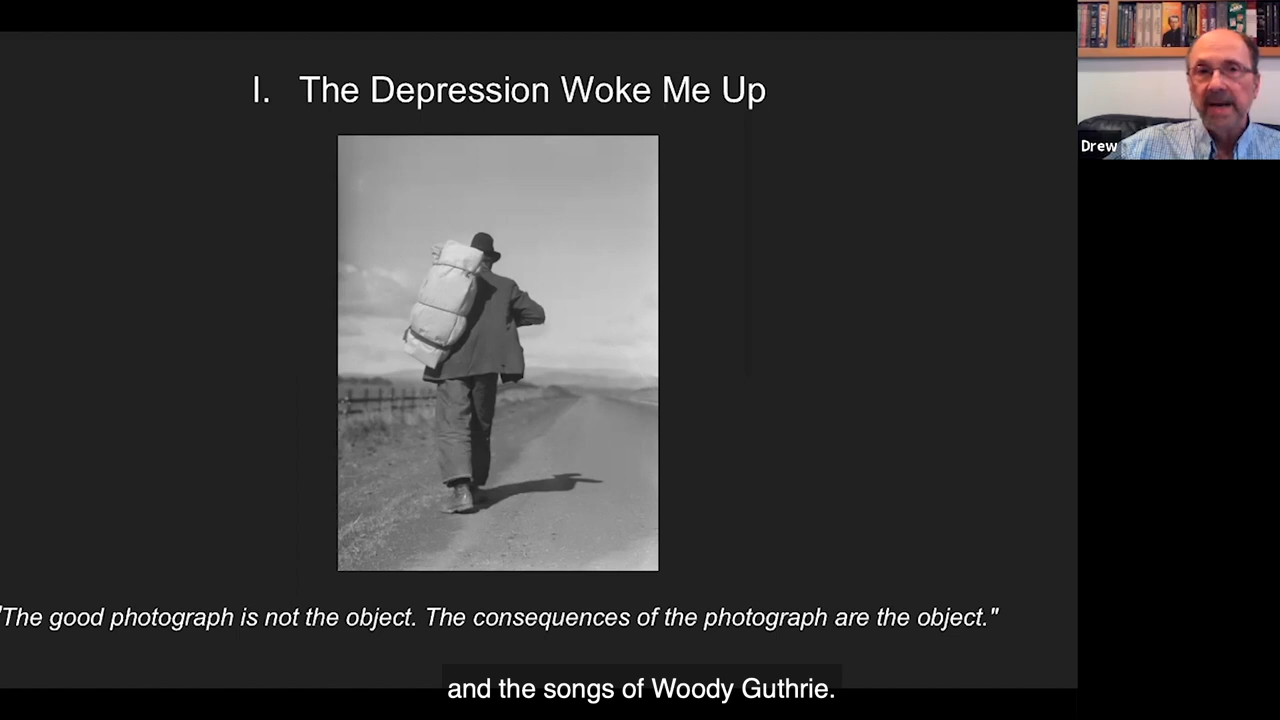 I. The Depression Woke Me Up
Drew
"The good photograph is not the object. The consequences of the photograph are the object."
and the songs of Woody Guthrie.